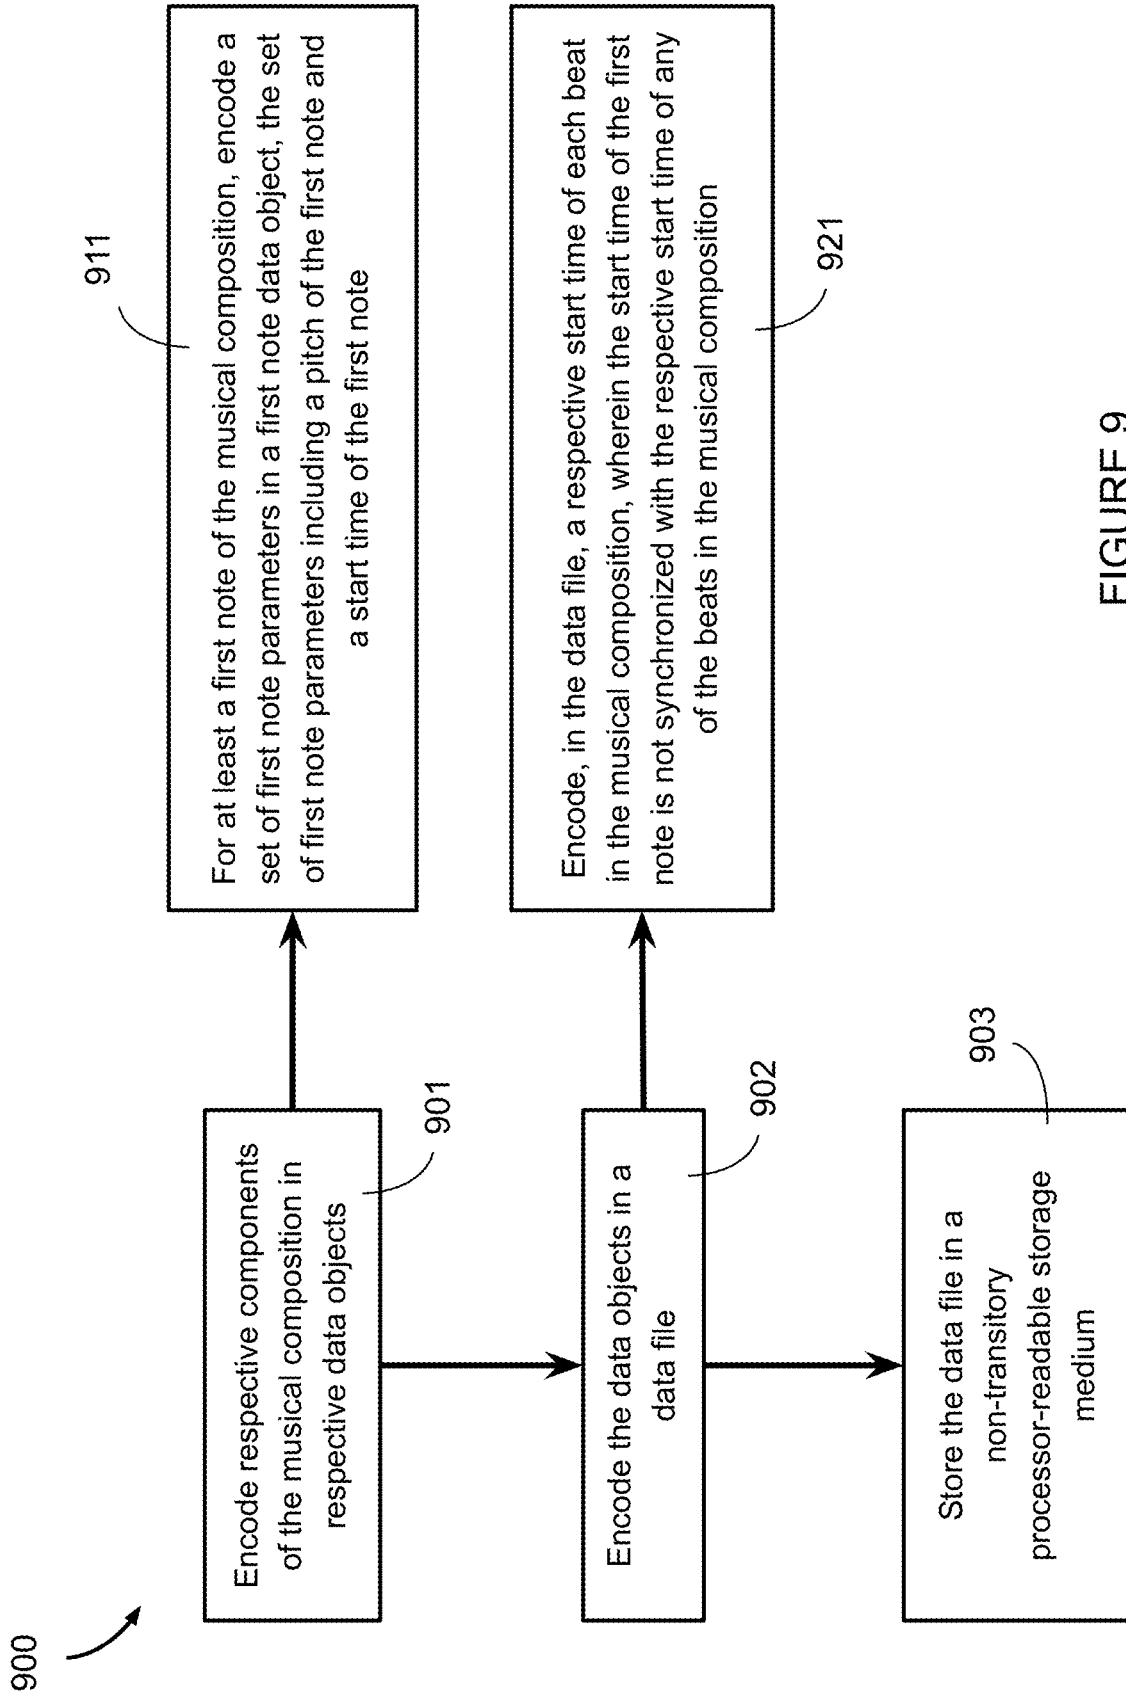 900
Encode respective components
of the musical composition in
respective data objects
901
For at least a first note of the musical composition, encode a
set of first note parameters in a first note data object, the set
of first note parameters including a pitch of the first note and
a start time of the first note
911
Encode the data objects in a
data file
902
Encode, in the data file, a respective start time of each beat
in the musical composition, wherein the start time of the first
note is not synchronized with the respective start time of any
of the beats in the musical composition
921
Store the data file in a
non-transitory
processor-readable storage
medium
903
FIGURE 9